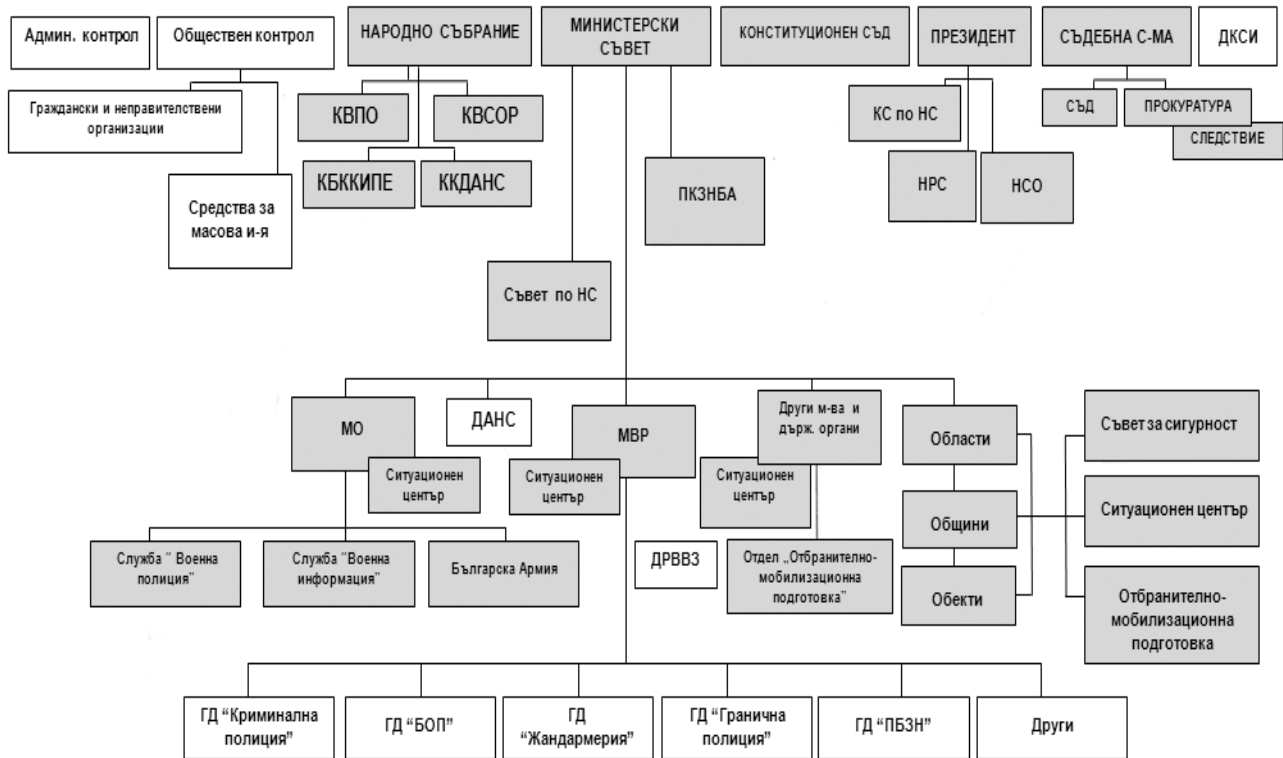 Админ. контрол
Обществен контрол
НАРОДНО СЪБРАНИЕ
МИНИСТЕРСКИ
СЪВЕТ
КОНСТИТУЦИОНЕН СЪД
ПРЕЗИДЕНТ
СЪДЕБНА С-МА
ДКСИ
Граждански и неправителствени
организации
КВПО
КВСОР
КС по НС
СЪД
ПРОКУРАТУРА
СЛЕДСТВИЕ
КБККИПЕ
ККДАНС
ПКЗНБА
НРС
НСО
Средства за
масова и-я
Съвет по НС
МО
ДАНС
МВР
Други м-ва и
държ. органи
Области
Съвет за сигурност
Ситуационен
център
Ситуационен
център
Ситуационен
център
Общини
Ситуационен център
Служба " Военна
полиция"
Служба "Военна
информация"
Българска Армия
ДРВВЗ
Отдел „Отбранително-
мобилизационна
подготовка"
Обекти
Отбранително-
мобилизационна
подготовка
ГД “Криминална
полиция”
ГД “БОП”
ГД
“Жандармерия”
ГД “Гранична
полиция”
ГД “ПБЗН”
Други